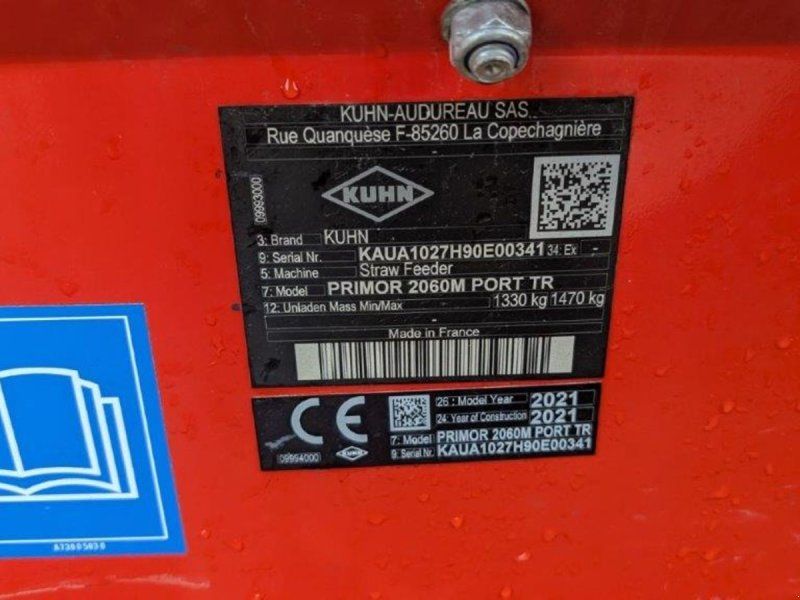 KUHN-AUDUREAU SAS
Rue Quanquèse F-85260 La Copechagnière
09993000
KUHN
3: Brand KUHN
9: Serial Nr. KAUA1027H90E00341 34: Ex -
5: Machine Straw Feeder
7: Model PRIMOR 2060M PORT TR
12: Unladen Mass Min/Max 1330 kg 1470 kg
Made in France
CE
26: Model Year 2021
24: Year of Construction 2021
7: Model PRIMOR 2060M PORT TR
9: Serial Nr. KAUA1027H90E00341
09994000
KUHN